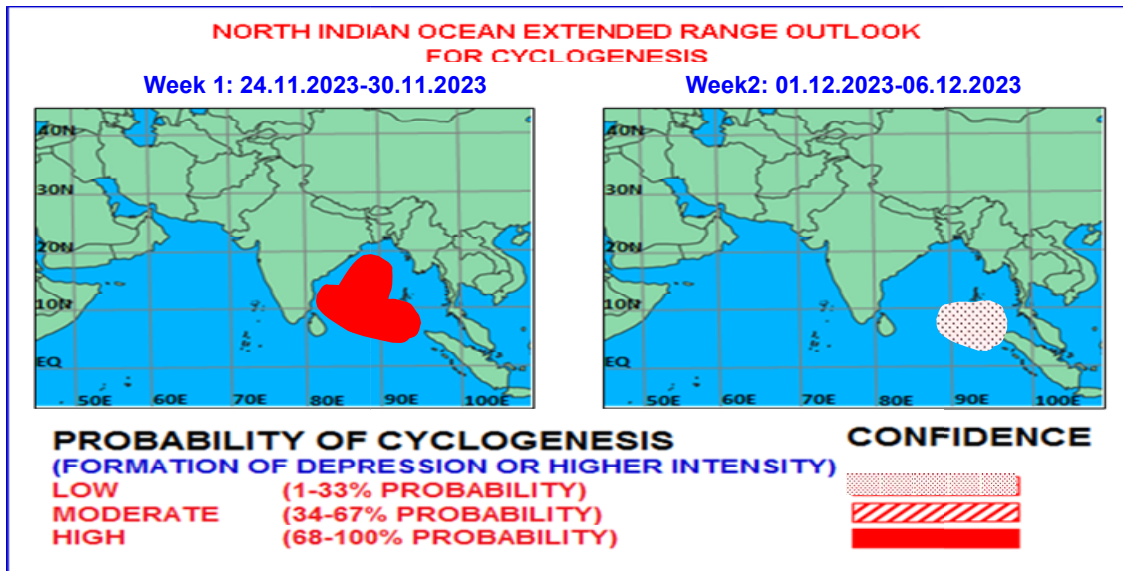 NORTH INDIAN OCEAN EXTENDED RANGE OUTLOOK
FOR CYCLOGENESIS
Week 1: 24.11.2023-30.11.2023
40N
30N
20N
10N
EQ
50E 60E 70E 80E 90E 100E
Week2: 01.12.2023-06.12.2023
40N
30N
20N
10N
EQ
50E 60E 70E 80E 90E 100E
PROBABILITY OF CYCLOGENESIS
(FORMATION OF DEPRESSION OR HIGHER INTENSITY)
LOW (1-33% PROBABILITY)
MODERATE (34-67% PROBABILITY)
HIGH (68-100% PROBABILITY)
CONFIDENCE